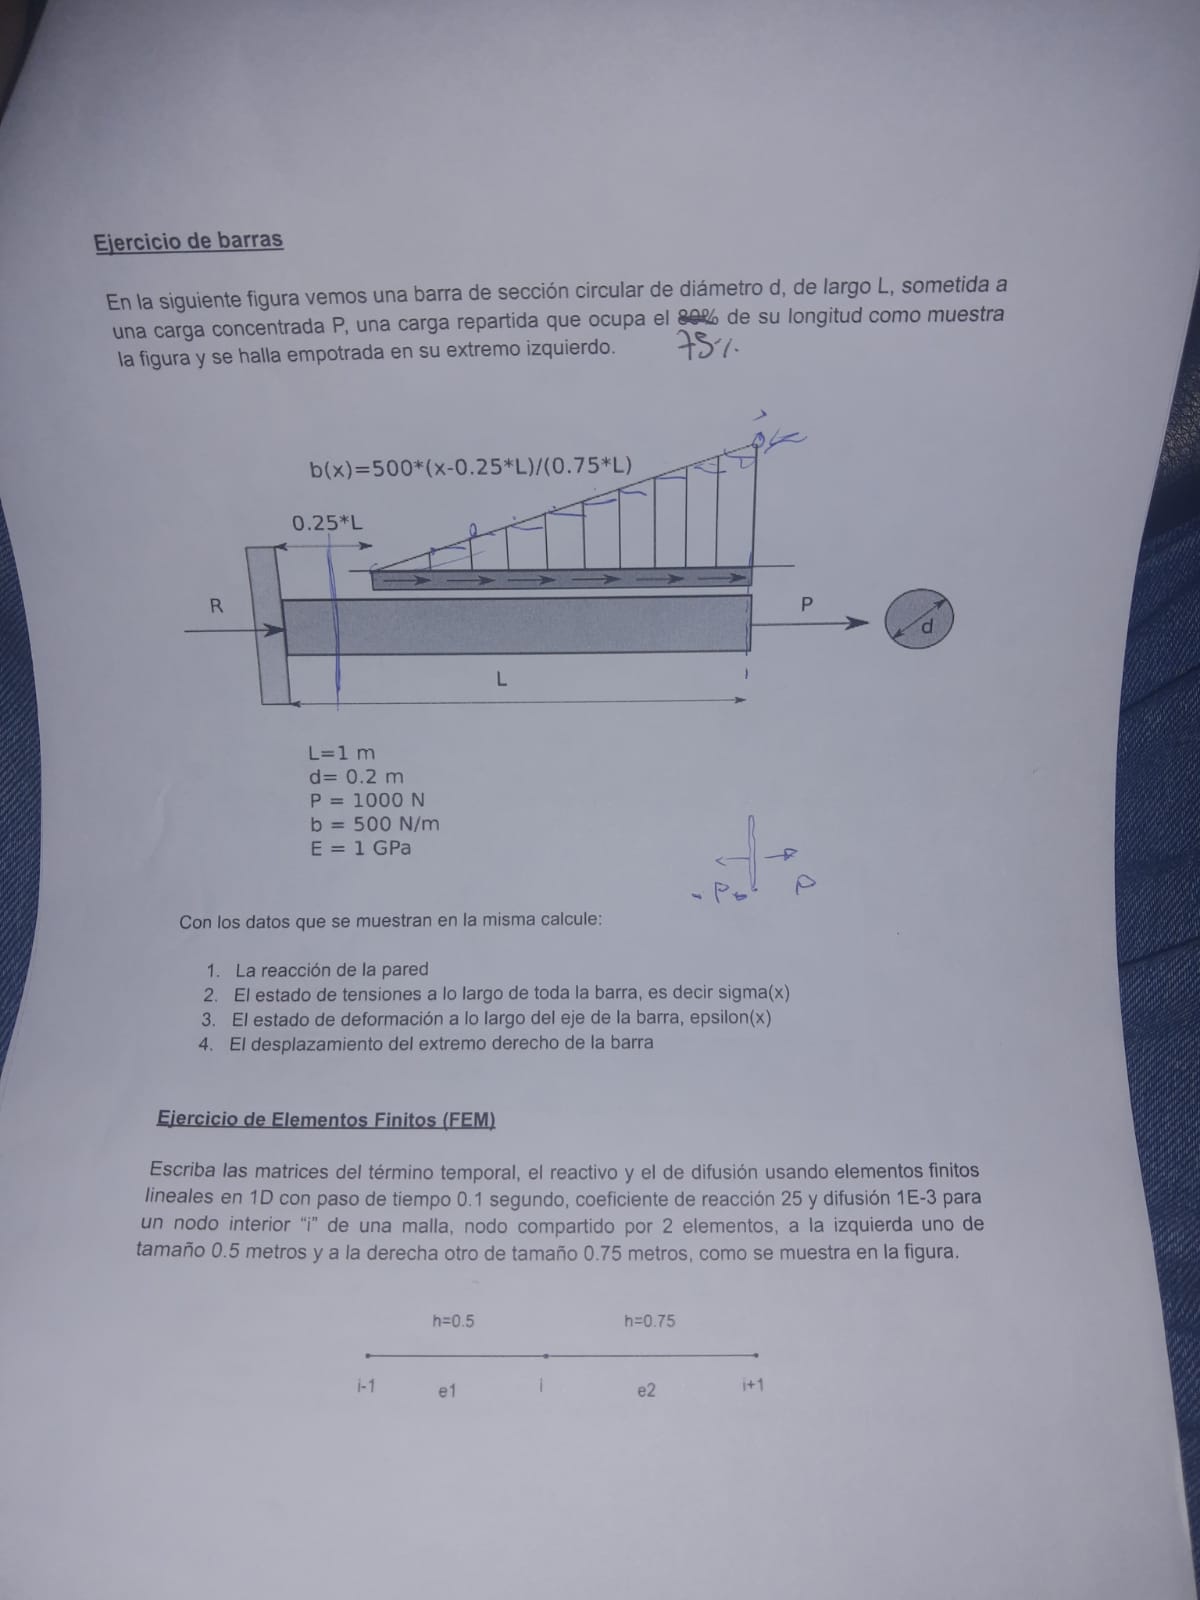 Ejercicio de barras
En la siguiente figura vemos una barra de sección circular de diámetro d, de largo L, sometida a
una carga concentrada P, una carga repartida que ocupa el 80% de su longitud como muestra
la figura y se halla empotrada en su extremo izquierdo.
75%
b(x)=500*(x-0.25*L)/(0.75*L)
0.25*L
R
P
d
L
L=1 m
d= 0.2 m
P = 1000 N
b = 500 N/m
E = 1 GPa
P
Con los datos que se muestran en la misma calcule:
1. La reacción de la pared
2. El estado de tensiones a lo largo de toda la barra, es decir sigma(x)
3. El estado de deformación a lo largo del eje de la barra, epsilon(x)
4. El desplazamiento del extremo derecho de la barra
Ejercicio de Elementos Finitos (FEM)
Escriba las matrices del término temporal, el reactivo y el de difusión usando elementos finitos
lineales en 1D con paso de tiempo 0.1 segundo, coeficiente de reacción 25 y difusión 1E-3 para
un nodo interior “i” de una malla, nodo compartido por 2 elementos, a la izquierda uno de
tamaño 0.5 metros y a la derecha otro de tamaño 0.75 metros, como se muestra en la figura.
h=0.5 h=0.75
i-1 e1 i e2 i+1